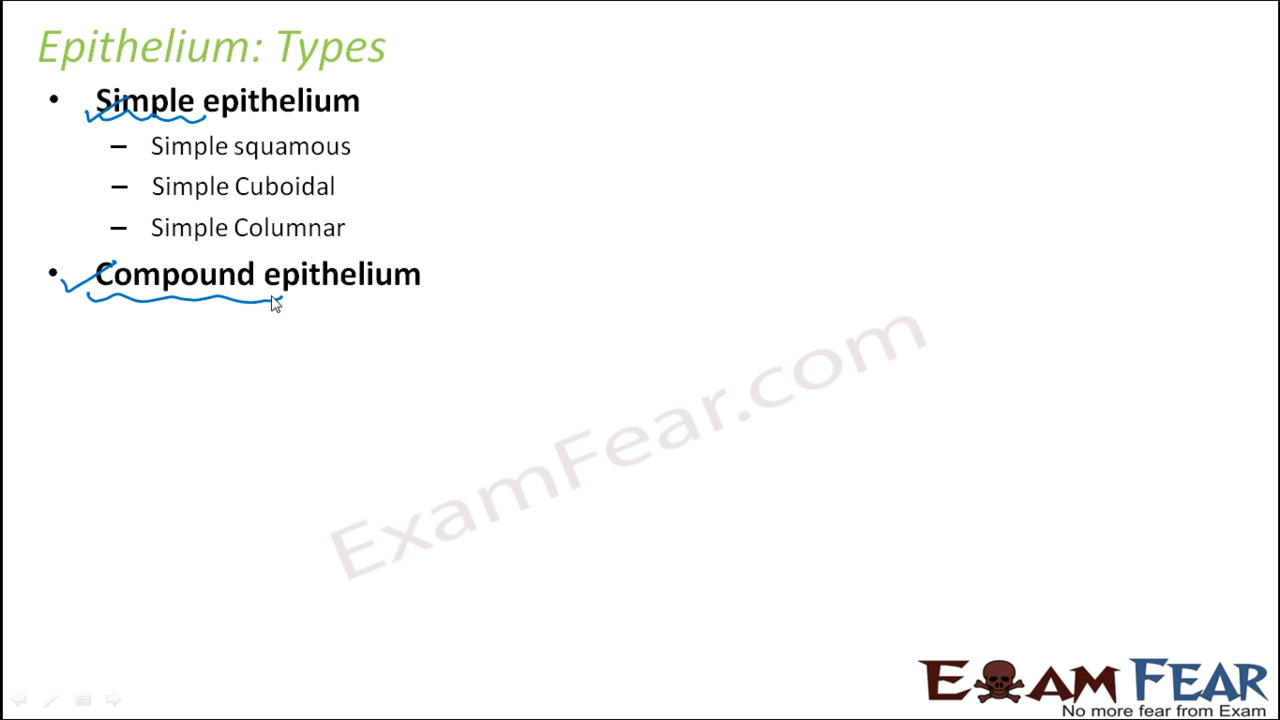 Epithelium: Types
• Simple epithelium
– Simple squamous
– Simple Cuboidal
– Simple Columnar
• Compound epithelium
ExamFear.com
EXAM FEAR
No more fear from Exam